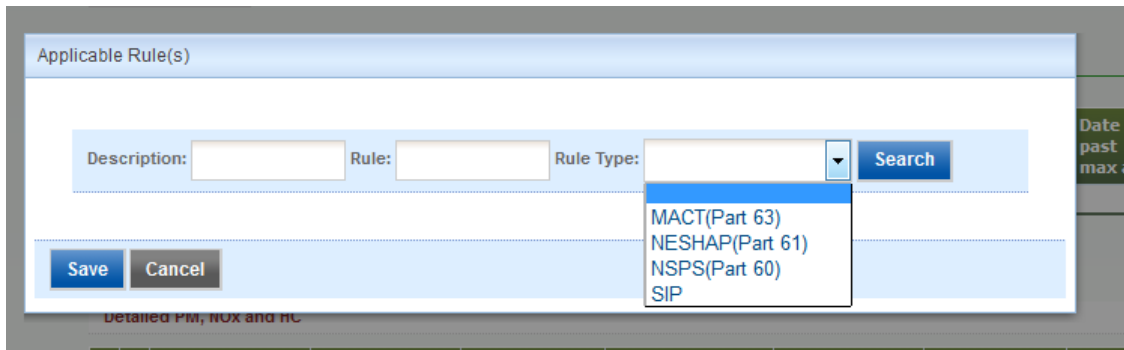 Applicable Rule(s)
Date
past
max
Description: Rule: Rule Type: Search
MACT(Part 63)
NESHAP(Part 61)
NSPS(Part 60)
SIP
Save Cancel
Detailed PM, NOx and HC